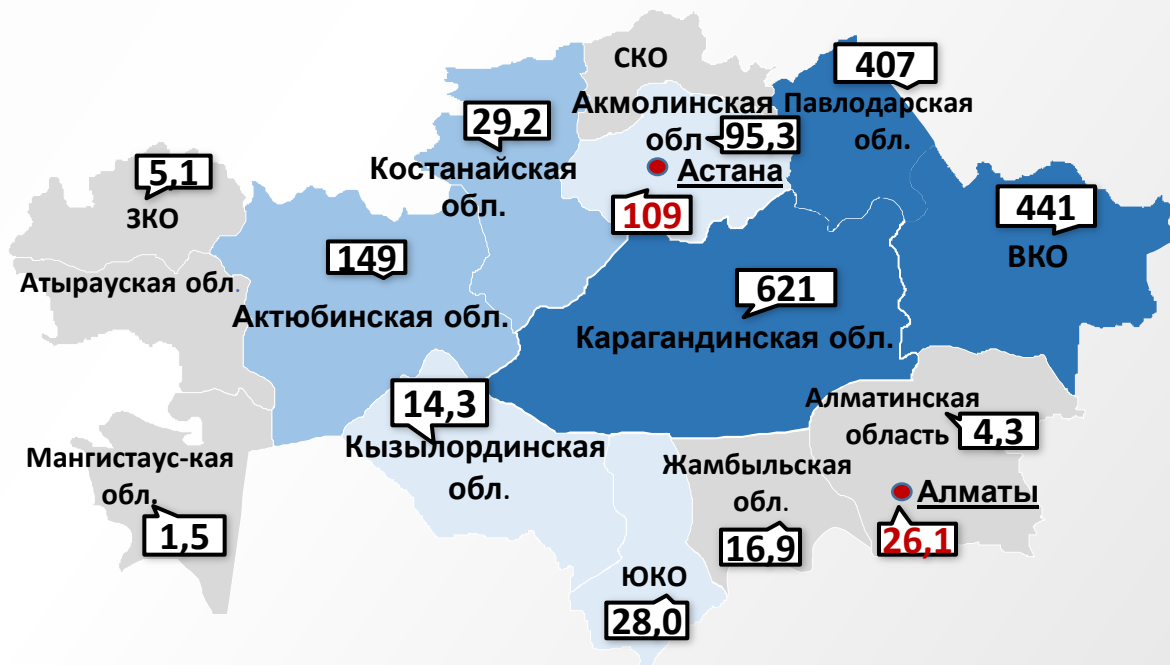 СКО
407
Акмолинская
обл
95,3
Павлодарская
обл.
29,2
Костанайская
обл.
Астана
109
5,1
ЗКО
441
ВКО
149
Актюбинская обл.
Атырауская обл.
621
Карагандинская обл.
14,3
Кызылординская
обл.
Алматинская
область
4,3
Мангистаус-кая
обл.
1,5
Жамбыльская
обл.
16,9
Алматы
26,1
ЮКО
28,0